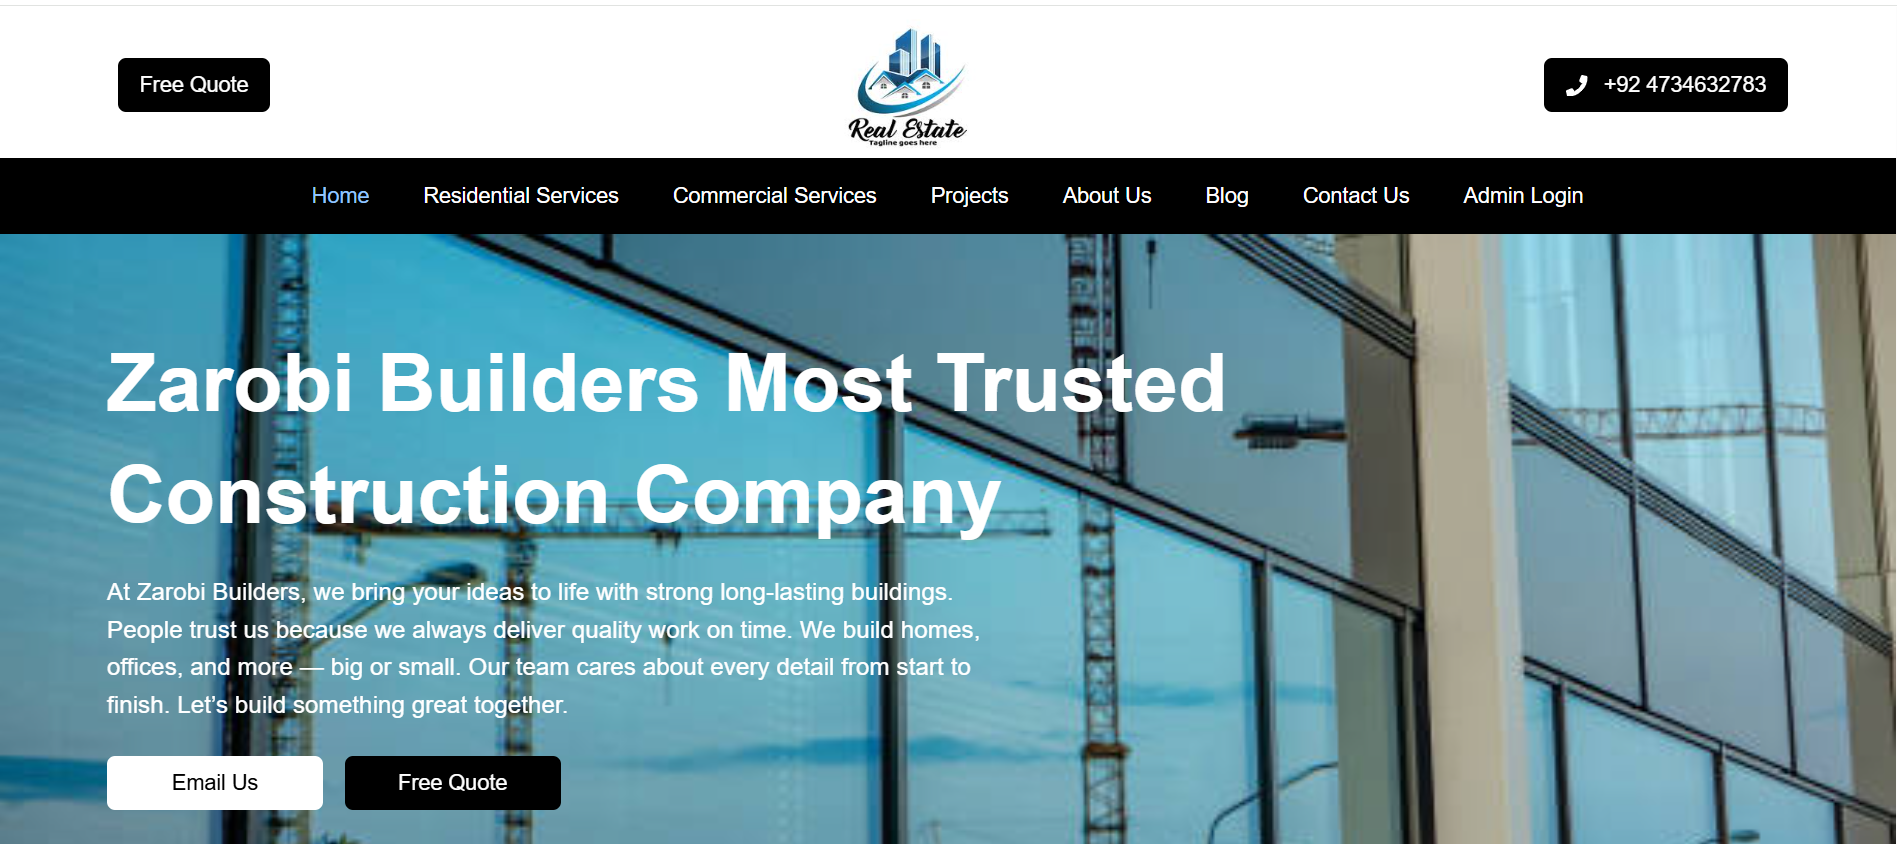 Free Quote
Real Estate
Tagline goes here
+92 4734632783
Home Residential Services Commercial Services Projects About Us Blog Contact Us Admin Login
Zarobi Builders Most Trusted
Construction Company
At Zarobi Builders, we bring your ideas to life with strong long-lasting buildings.
People trust us because we always deliver quality work on time. We build homes,
offices, and more — big or small. Our team cares about every detail from start to
finish. Let’s build something great together.
Email Us Free Quote